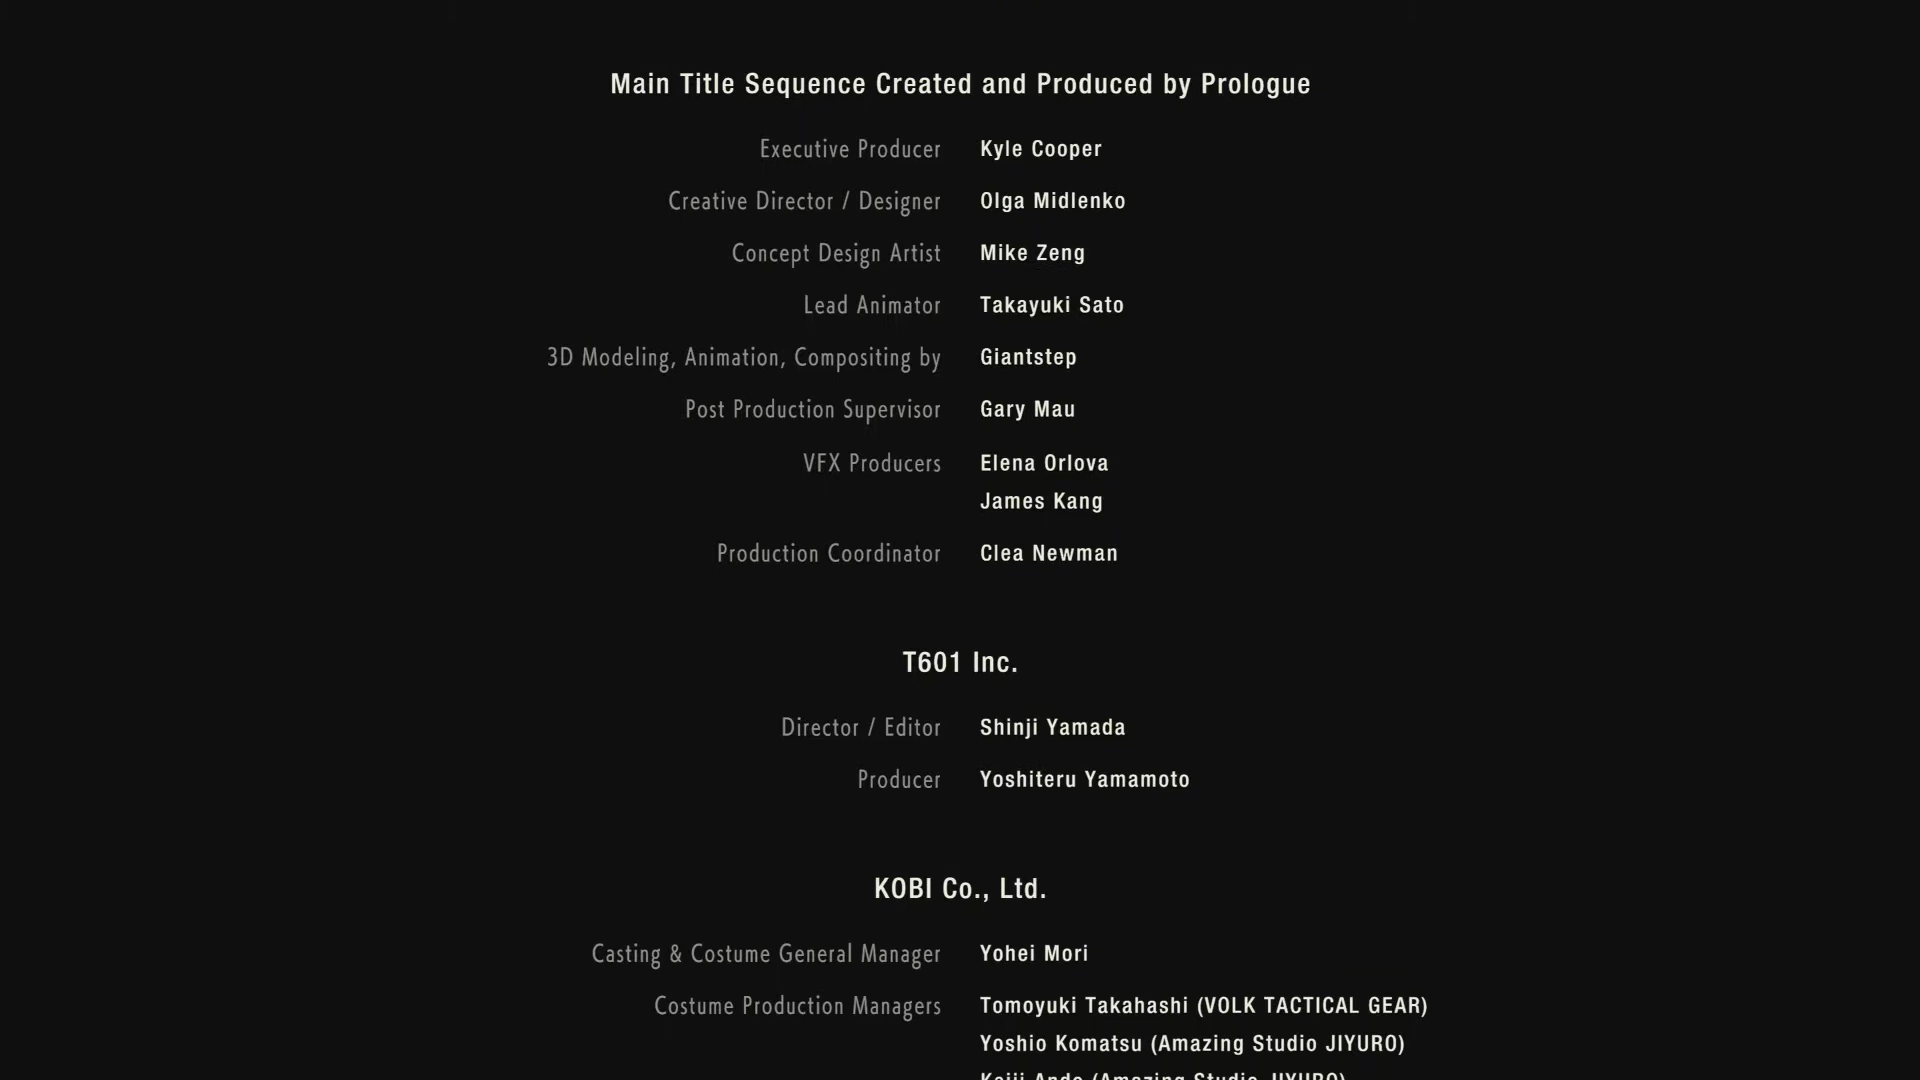 Main Title Sequence Created and Produced by Prologue
Executive Producer Kyle Cooper
Creative Director / Designer Olga Midlenko
Concept Design Artist Mike Zeng
Lead Animator Takayuki Sato
3D Modeling, Animation, Compositing by Giantstep
Post Production Supervisor Gary Mau
VFX Producers Elena Orlova
James Kang
Production Coordinator Clea Newman
T601 Inc.
Director / Editor Shinji Yamada
Producer Yoshiteru Yamamoto
KOBI Co., Ltd.
Casting & Costume General Manager Yohei Mori
Costume Production Managers Tomoyuki Takahashi (VOLK TACTICAL GEAR)
Yoshio Komatsu (Amazing Studio JIYURO)
(Amazing Studio JIYURO)